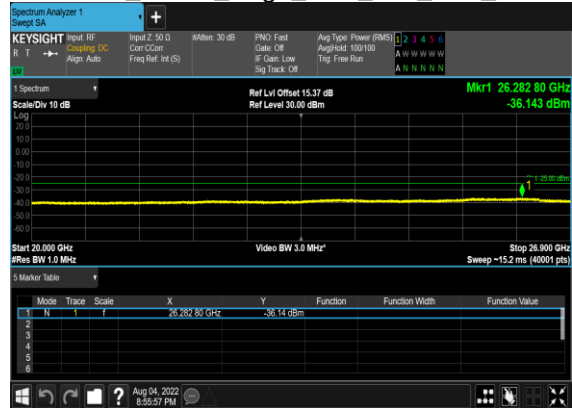 Spectrum Analyzer 1
Swept SA
KEYSIGHT Input: RF Input Z: 50 Ω #Atten: 30 dB PNO: Fast Avg Type: Power (RMS) 1 2 3 4 5 6
R T Coupling: DC Corr CCorr Gate: Off Avg|Hold: 100/100 A W W W W W
Align: Auto Freq Ref: Int (S) IF Gain: Low Trig: Free Run
Sig Track: Off A N N N N N
1 Spectrum Ref Lvl Offset 15.37 dB Mkr1 26.282 80 GHz
Scale/Div 10 dB Ref Level 30.00 dBm -36.143 dBm
Log
20.0
10.0
0.00
-10.0
-20.0
-30.0
-40.0
-50.0
-60.0
1
Start 20.000 GHz Video BW 3.0 MHz* Stop 26.900 GHz
#Res BW 1.0 MHz Sweep ~15.2 ms (40001 pts)
5 Marker Table
Mode Trace Scale X Y Function Function Width Function Value
1 N 1 f 26.282 80 GHz -36.14 dBm
2
3
4
5
6
? Aug 04, 2022
8:55:57 PM